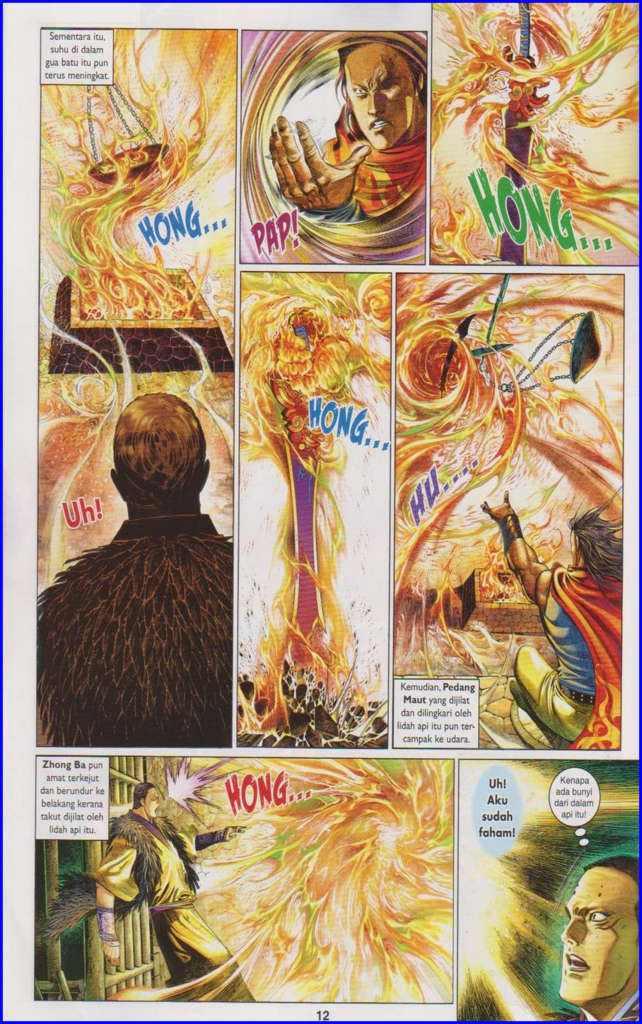 Sementara itu,
suhu di dalam
gua batu itu pun
terus meningkat.
HONG...
Uh!
PAP!
HONG...
HONG...
HU....
Kemudian, Pedang
Maut yang dijilat
dan dilingkari oleh
lidah api itu pun ter-
campak ke udara.
Zhong Ba pun
amat terkejut
dan berundur ke
belakang kerana
takut dijilat oleh
lidah api itu.
HONG...
Uh!
Aku
sudah
faham!
Kenapa
ada bunyi
dari dalam
api itu!
12